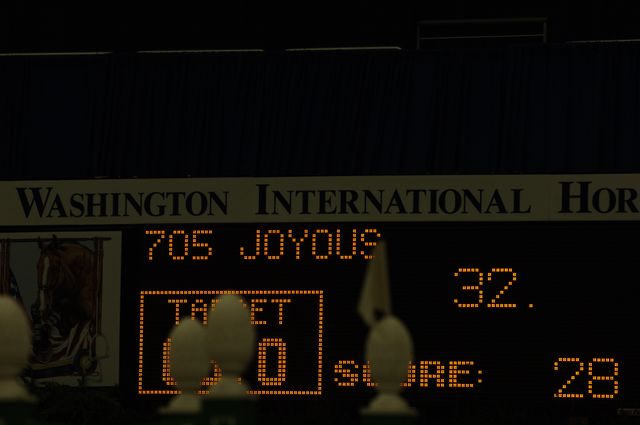 WASHINGTON INTERNATIONAL HOR
705 JOYOUS
32.
SCORE: 28